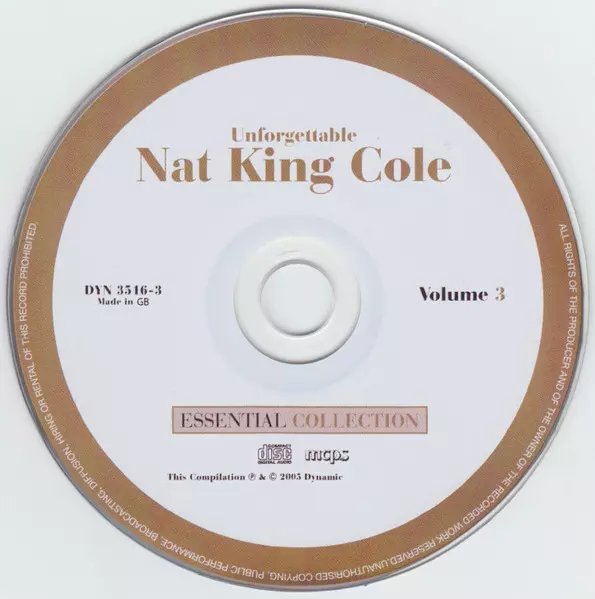 Unforgettable
Nat King Cole
DYN 3516-3
Made in GB
Volume 3
ESSENTIAL COLLECTION
COMPACT
disc
DIGITAL AUDIO
mcps
This Compilation ℗ & © 2005 Dynamic
ALL RIGHTS OF THE PRODUCER AND OF THE OWNER OF THE RECORDED WORK RESERVED.UNAUTHORISED COPYING, PUBLIC PERFORMANCE, BROADCASTING, DIFFUSION, HIRING OR RENTAL OF THIS RECORD PROHIBITED.